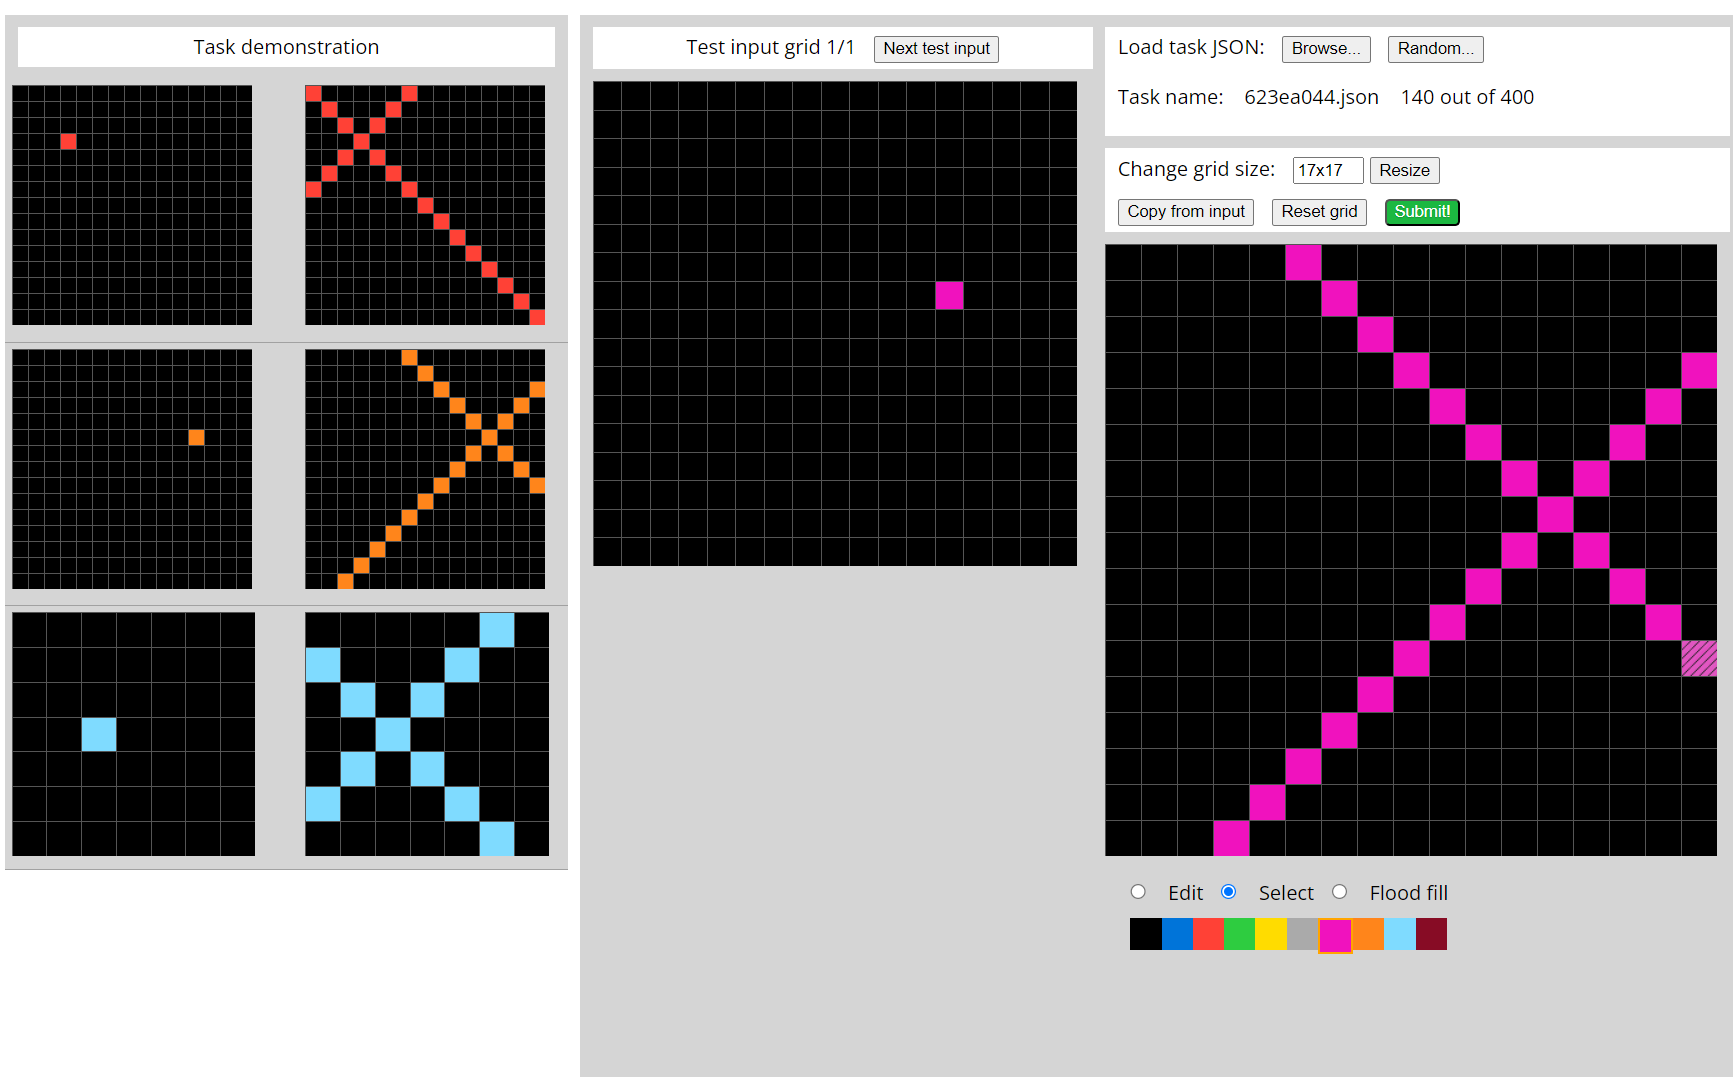 Task demonstration
Test input grid 1/1 Next test input
Load task JSON: Browse... Random...
Task name: 623ea044.json 140 out of 400
Change grid size: 17x17 Resize
Copy from input Reset grid Submit!
Edit Select Flood fill